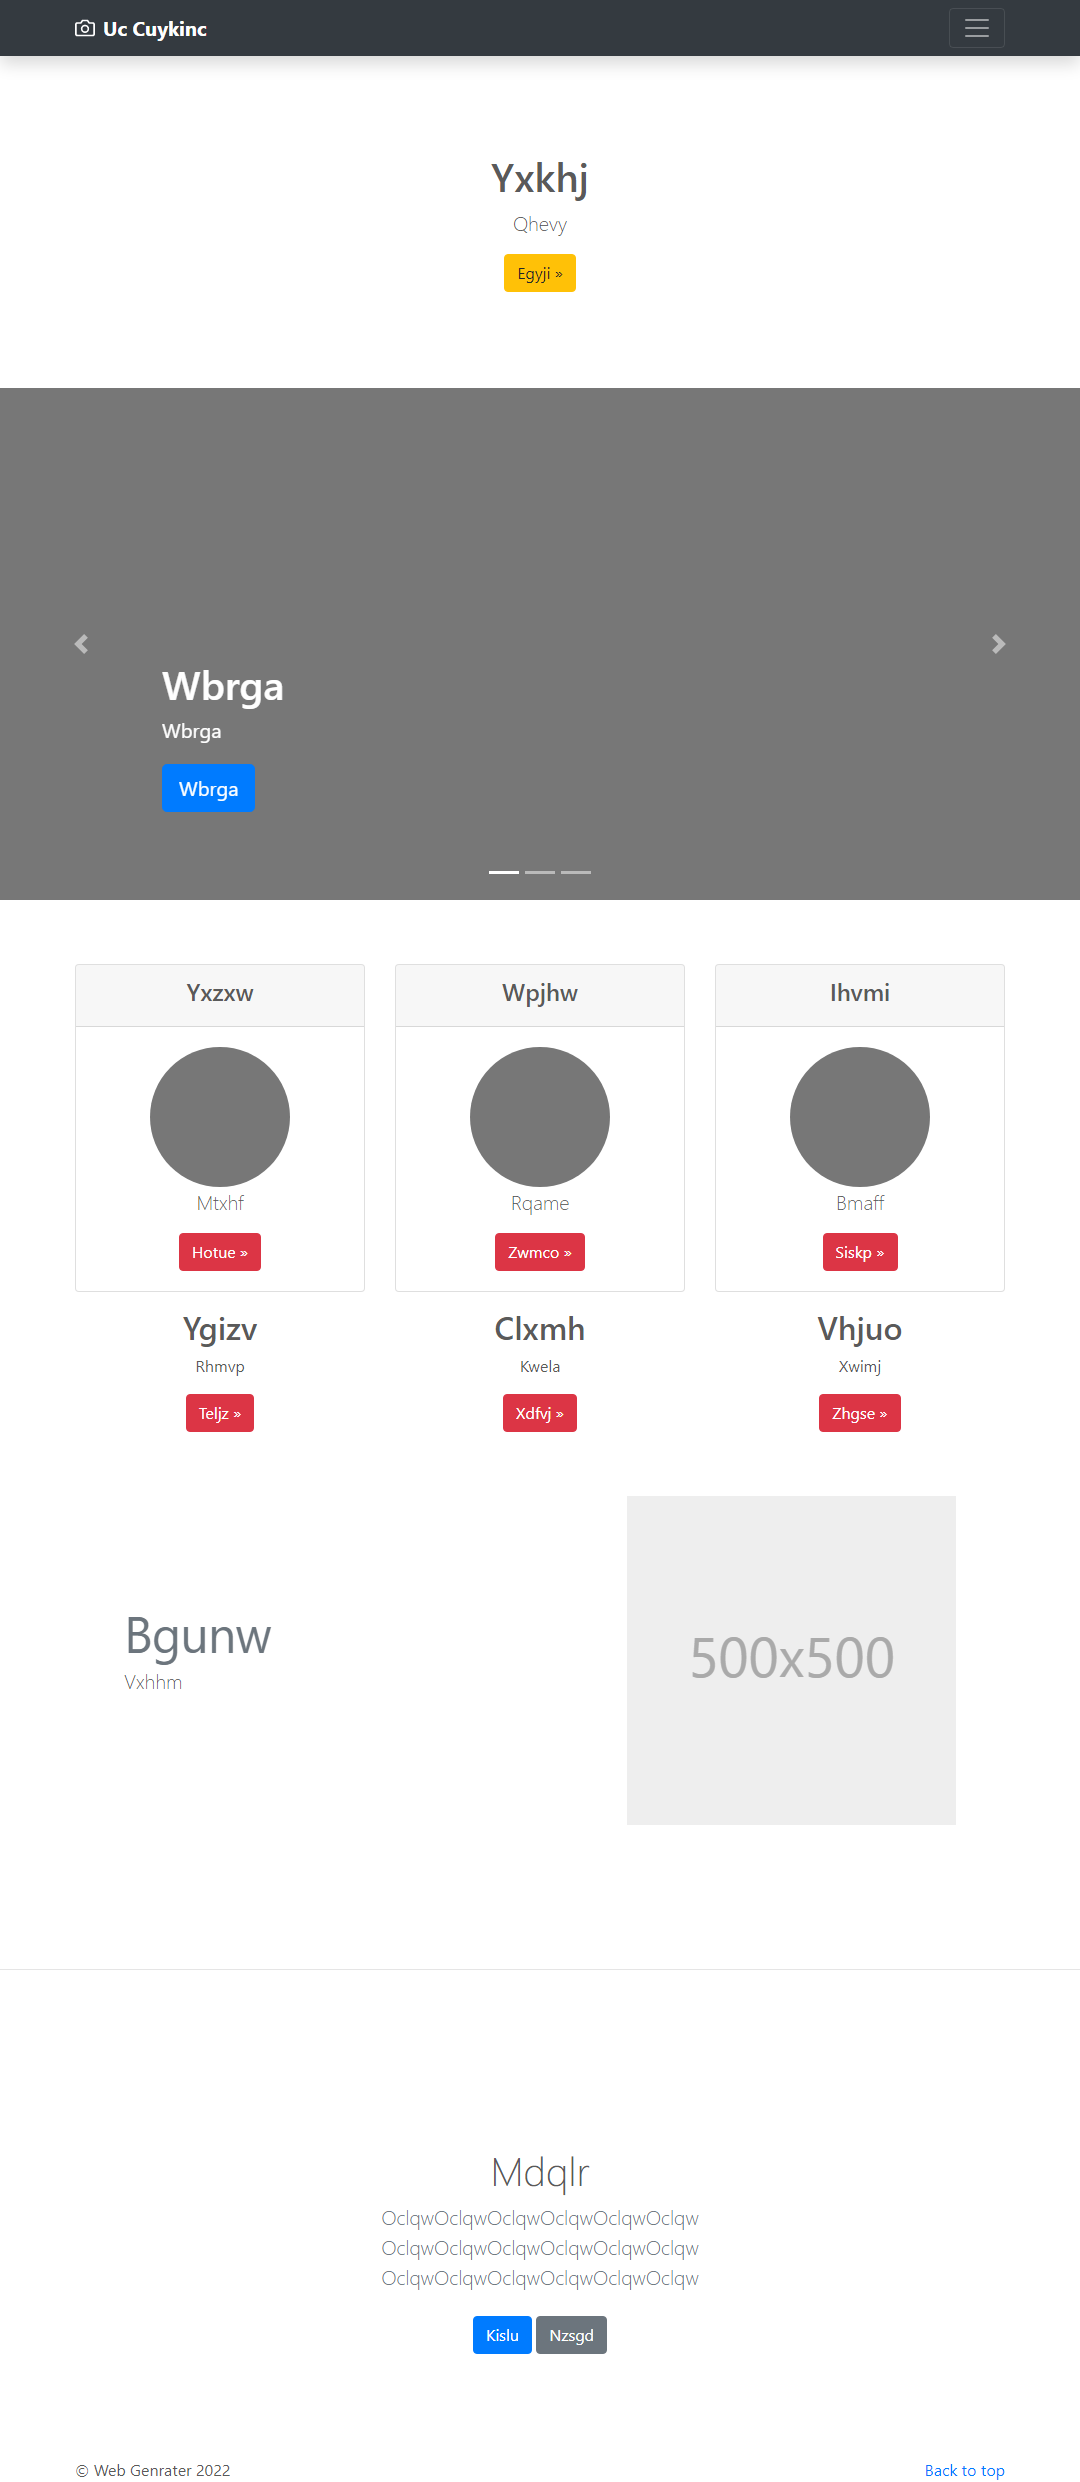 Uc Cuykinc
Yxkhj
Qhevy
Egyji »
Wbrga
Wbrga
Wbrga
Yxzxw
Mtxhf
Hotue »
Wpjhw
Rqame
Zwmco »
Ihvmi
Bmaff
Siskp »
Ygizv
Rhmvp
Teljz »
Clxmh
Kwela
Xdfvj »
Vhjuo
Xwimj
Zhgse »
Bgunw
Vxhhm
500x500
Mdqlr
OclqwOclqwOclqwOclqwOclqwOclqw
OclqwOclqwOclqwOclqwOclqwOclqw
OclqwOclqwOclqwOclqwOclqwOclqw
Kislu
Nzsgd
© Web Genrater 2022
Back to top